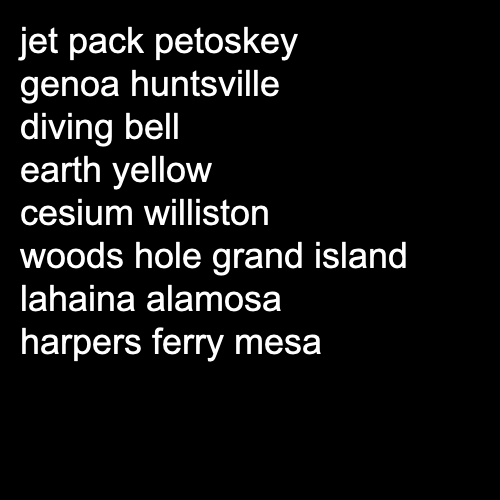 jet pack petoskey
genoa huntsville
diving bell
earth yellow
cesium williston
woods hole grand island
lahaina alamosa
harpers ferry mesa